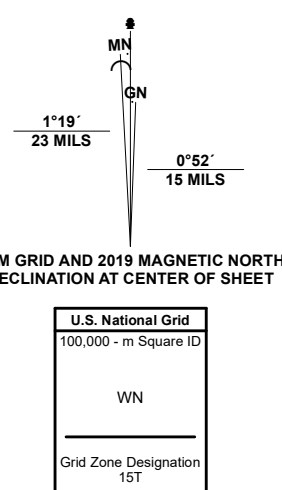 MN
GN
1°19´
23 MILS
0°52´
15 MILS
M GRID AND 2019 MAGNETIC NORTH
ECLINATION AT CENTER OF SHEET
U.S. National Grid
100,000 - m Square ID
WN
Grid Zone Designation
15T